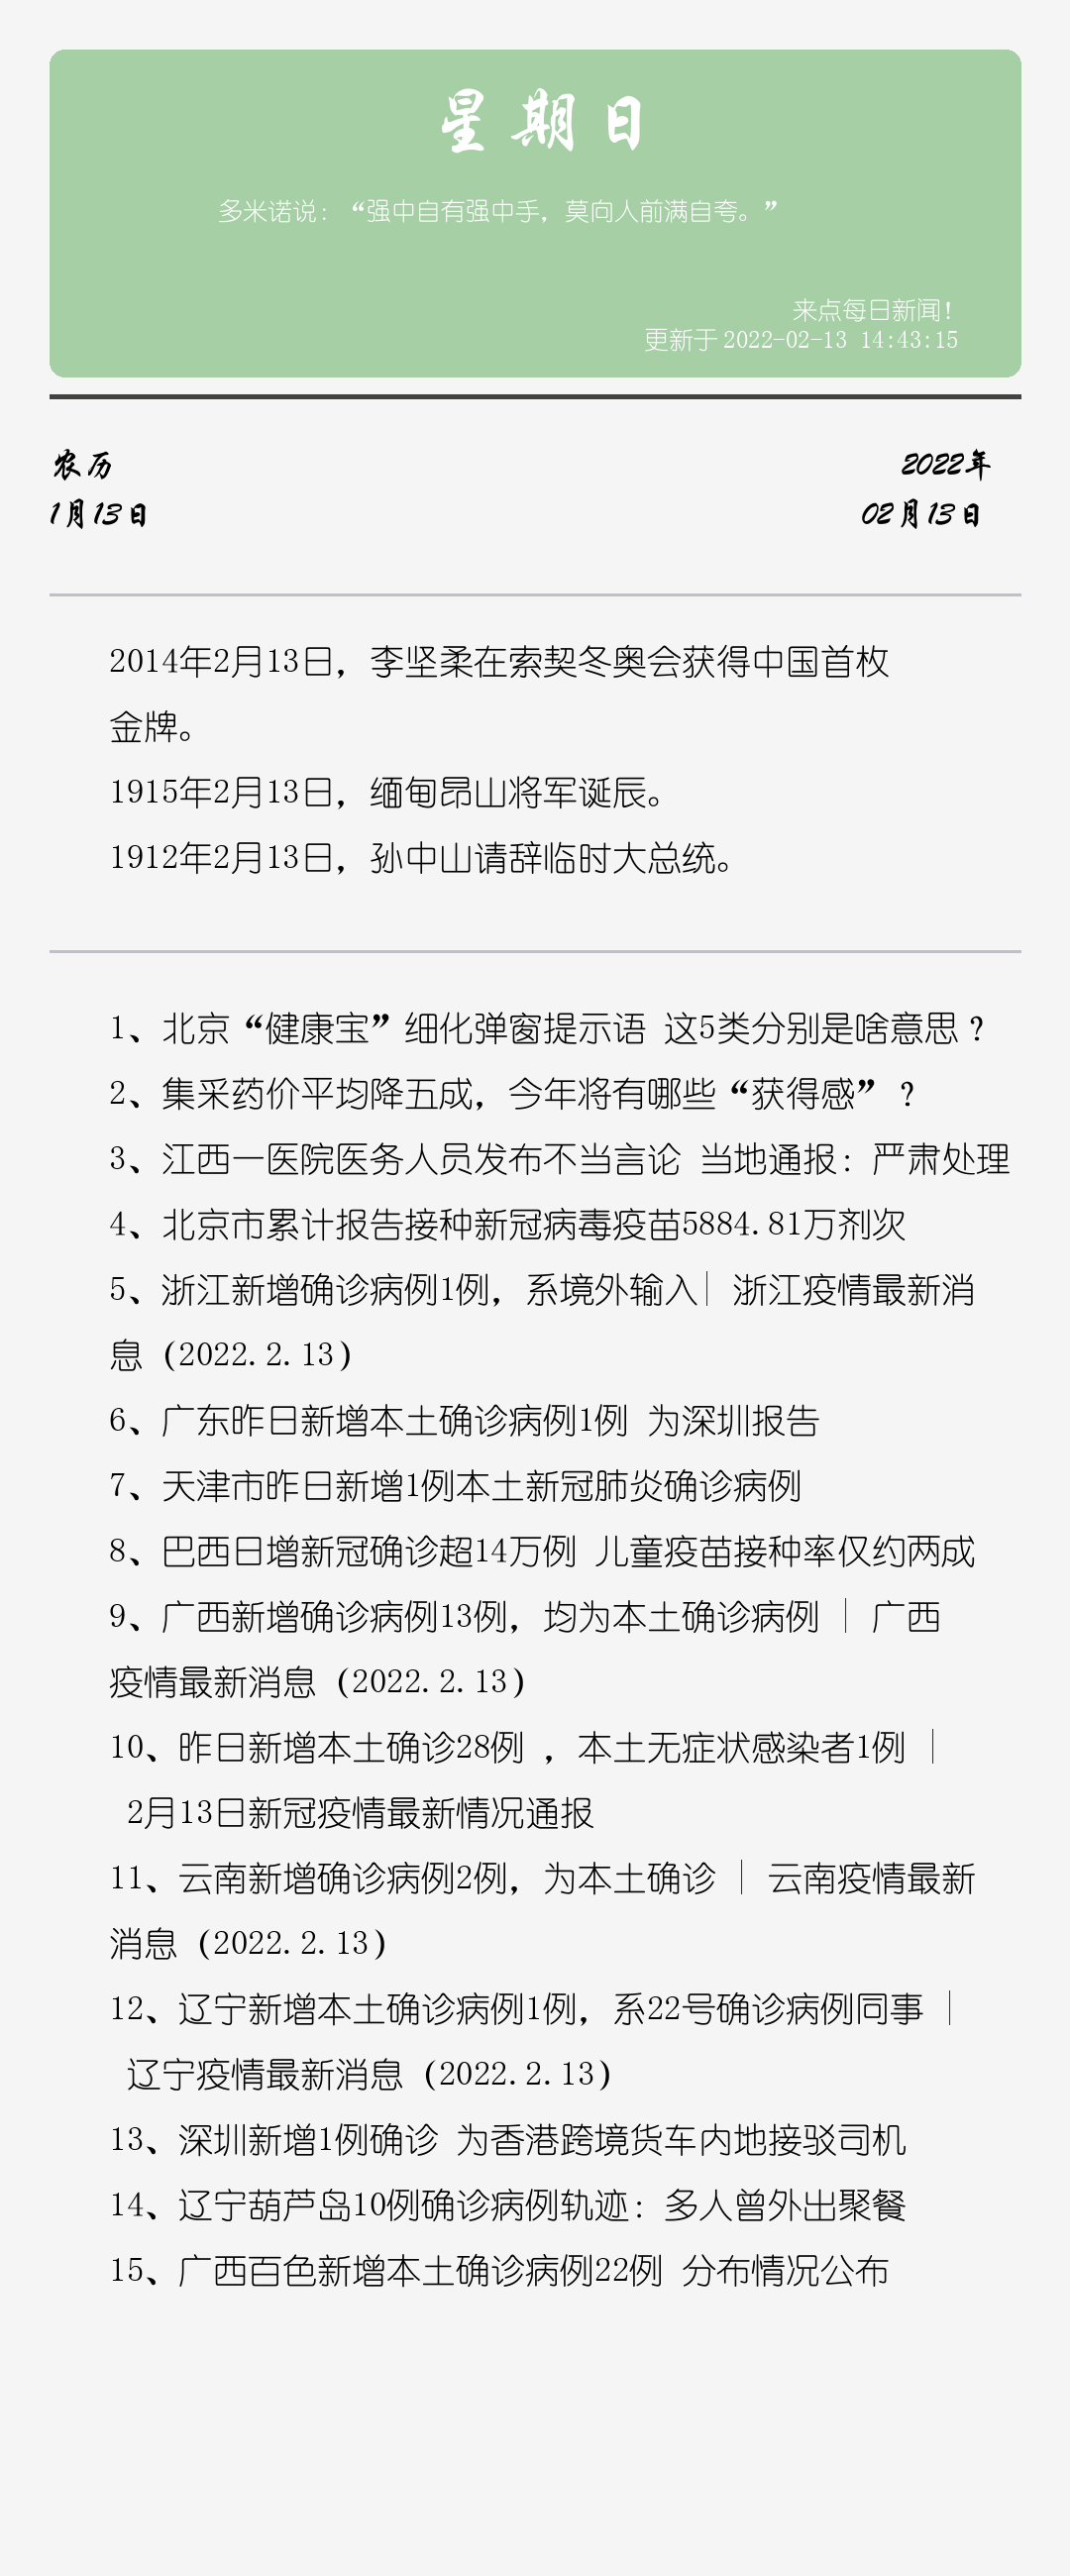 星期日
多米诺说：“强中自有强中手，莫向人前满自夸。”
来点每日新闻！
更新于 2022-02-13 14:43:15
农历
1月13日
2022年
02月13日
2014年2月13日，李坚柔在索契冬奥会获得中国首枚
金牌。
1915年2月13日，缅甸昂山将军诞辰。
1912年2月13日，孙中山请辞临时大总统。
1、北京“健康宝”细化弹窗提示语 这5类分别是啥意思？
2、集采药价平均降五成，今年将有哪些“获得感” ？
3、江西一医院医务人员发布不当言论 当地通报：严肃处理
4、北京市累计报告接种新冠病毒疫苗5884.81万剂次
5、浙江新增确诊病例1例，系境外输入| 浙江疫情最新消
息（2022.2.13）
6、广东昨日新增本土确诊病例1例 为深圳报告
7、天津市昨日新增1例本土新冠肺炎确诊病例
8、巴西日增新冠确诊超14万例 儿童疫苗接种率仅约两成
9、广西新增确诊病例13例，均为本土确诊病例 | 广西
疫情最新消息（2022.2.13）
10、昨日新增本土确诊28例 ，本土无症状感染者1例 |
2月13日新冠疫情最新情况通报
11、云南新增确诊病例2例，为本土确诊 | 云南疫情最新
消息（2022.2.13）
12、辽宁新增本土确诊病例1例，系22号确诊病例同事 |
辽宁疫情最新消息（2022.2.13）
13、深圳新增1例确诊 为香港跨境货车内地接驳司机
14、辽宁葫芦岛10例确诊病例轨迹：多人曾外出聚餐
15、广西百色新增本土确诊病例22例 分布情况公布